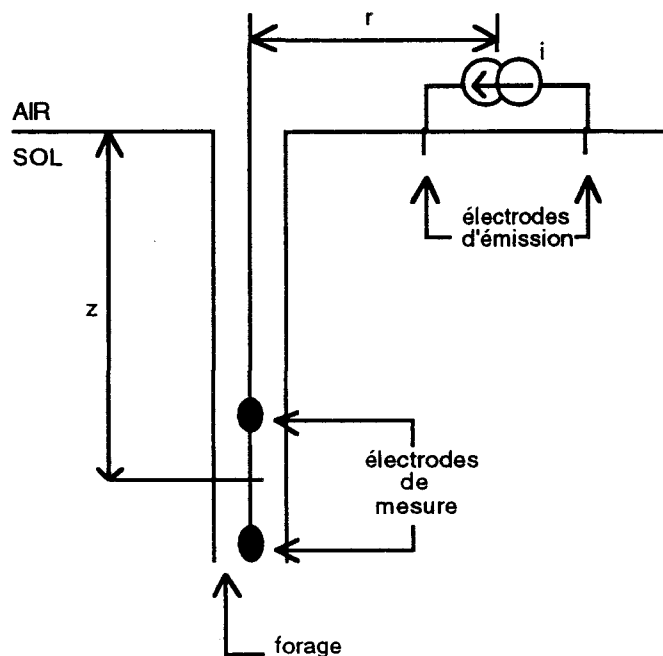 r
i
AIR
SOL
électrodes
d'émission
z
électrodes
de
mesure
forage